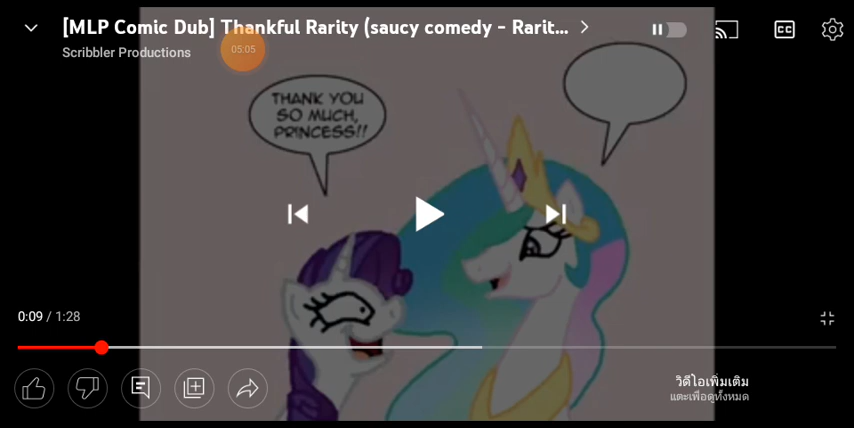 [MLP Comic Dub] Thankful Rarity (saucy comedy - Rarit...
Scribbler Productions
05:05
CC
THANK YOU
SO MUCH,
PRINCESS!!
0:09 / 1:28
วิดีโอเพิ่มเติม
แตะเพื่อดูทั้งหมด